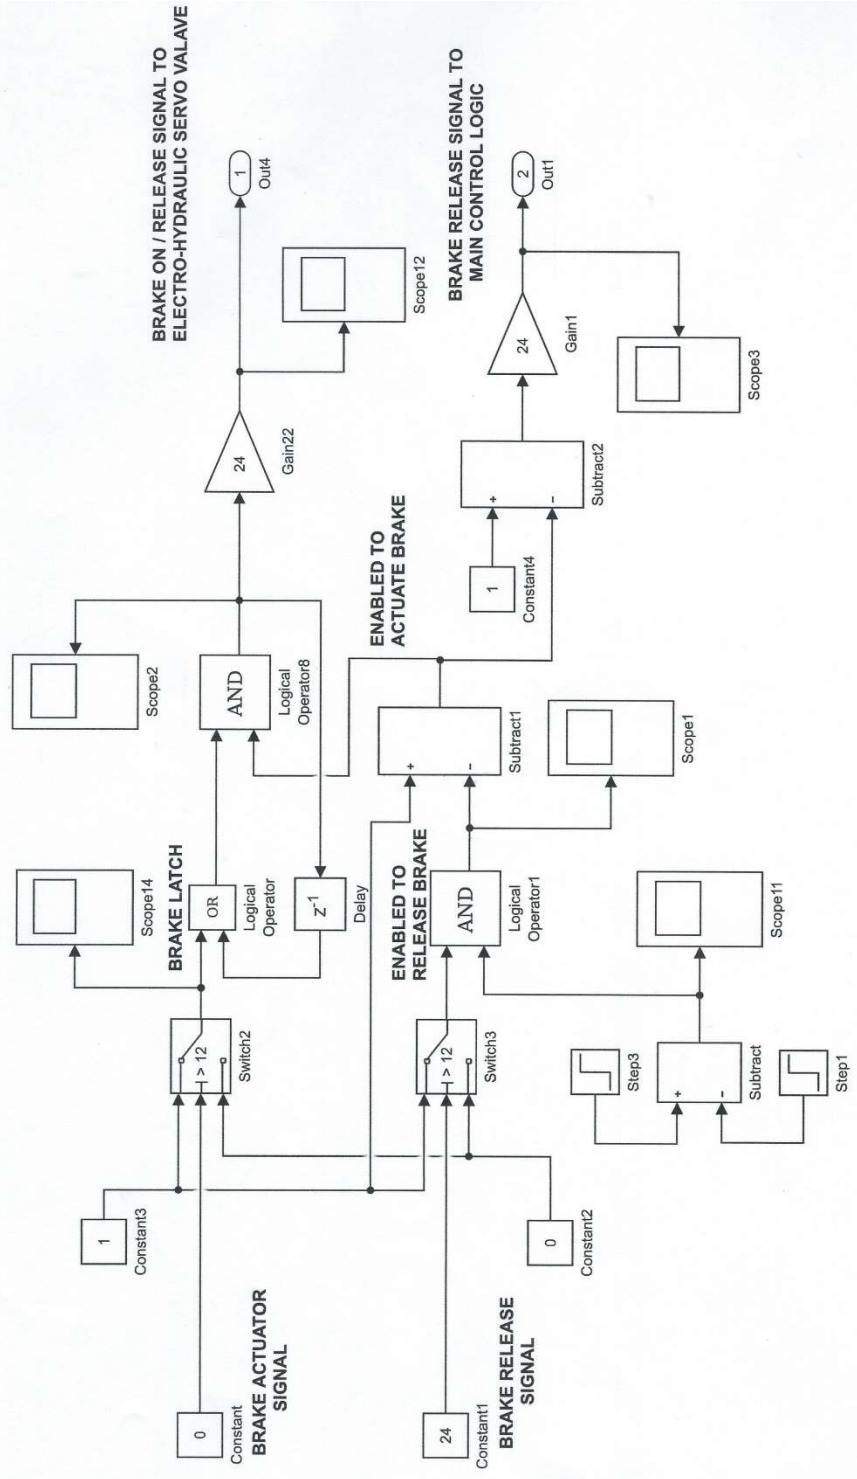 1
Constant3
Scope14
Scope2
BRAKE ON / RELEASE SIGNAL TO
ELECTRO-HYDRAULIC SERVO VALAVE
0
Constant
BRAKE ACTUATOR
SIGNAL
> 12
Switch2
BRAKE LATCH
OR
Logical
Operator
AND
Logical
Operator8
24
Gain22
1
Out4
Scope12
z-1
Delay
ENABLED TO
ACTUATE BRAKE
24
Constant1
BRAKE RELEASE
SIGNAL
> 12
Switch3
ENABLED TO
RELEASE BRAKE
AND
Logical
Operator1
+
−
Subtract1
BRAKE RELEASE SIGNAL TO
MAIN CONTROL LOGIC
1
Constant4
+
−
Subtract2
24
Gain1
2
Out1
0
Constant2
Step3
+
−
Subtract
Step1
Scope11
Scope1
Scope3